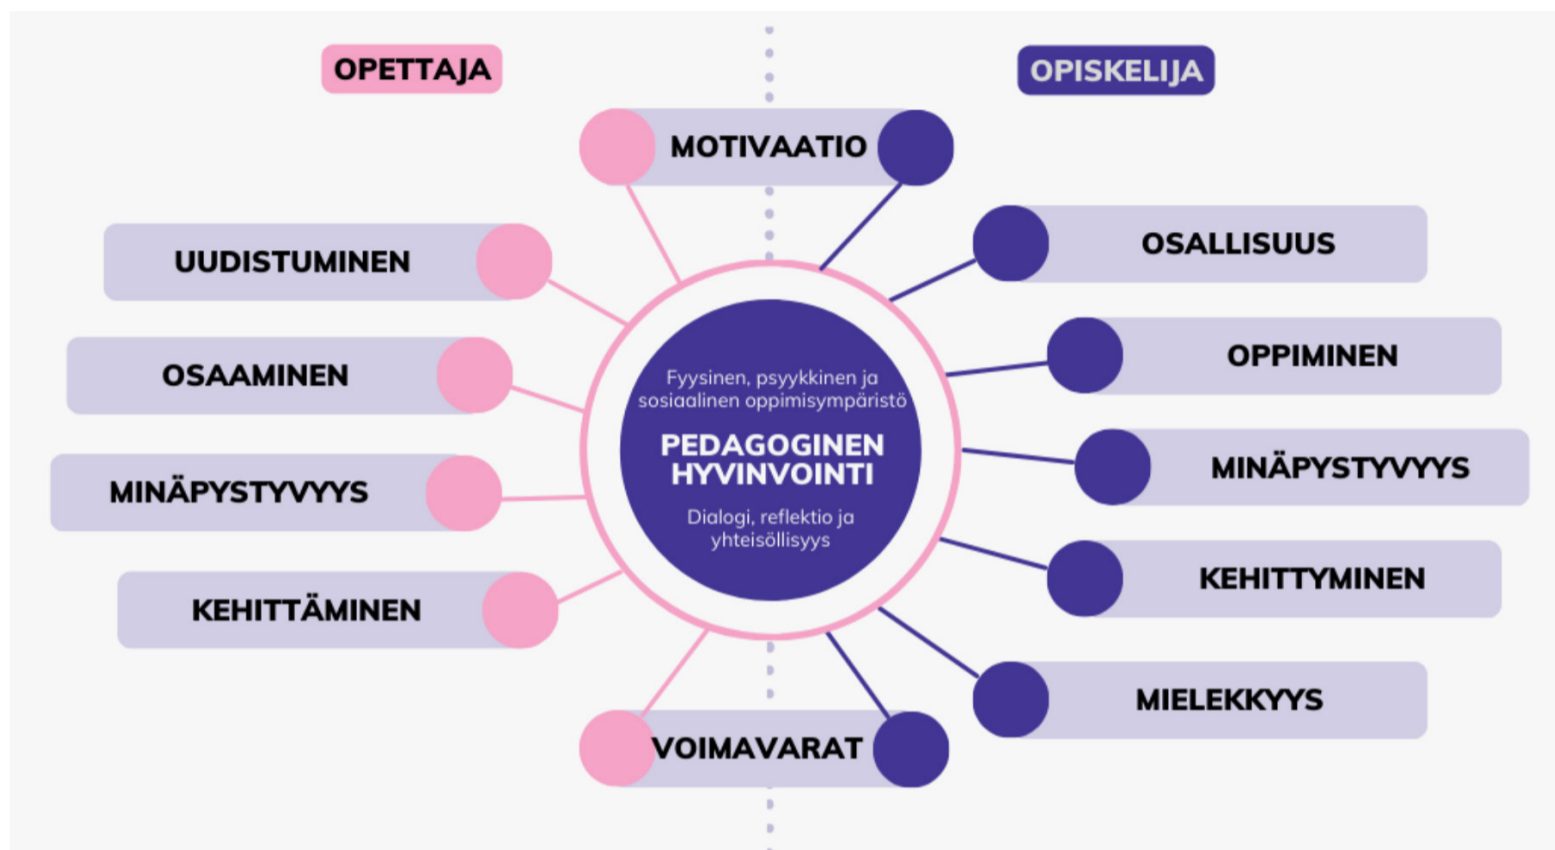 OPETTAJA
OPISKELIJA
MOTIVAATIO
UUDISTUMINEN
OSAAMINEN
MINÄPYSTYVYYS
KEHITTÄMINEN
Fyysinen, psyykkinen ja
sosiaalinen oppimisympäristö
PEDAGOGINEN
HYVINVOINTI
Dialogi, reflektio ja
yhteisöllisyys
OSALLISUUS
OPPIMINEN
MINÄPYSTYVYYS
KEHITTYMINEN
MIELEKKYYS
VOIMAVARAT